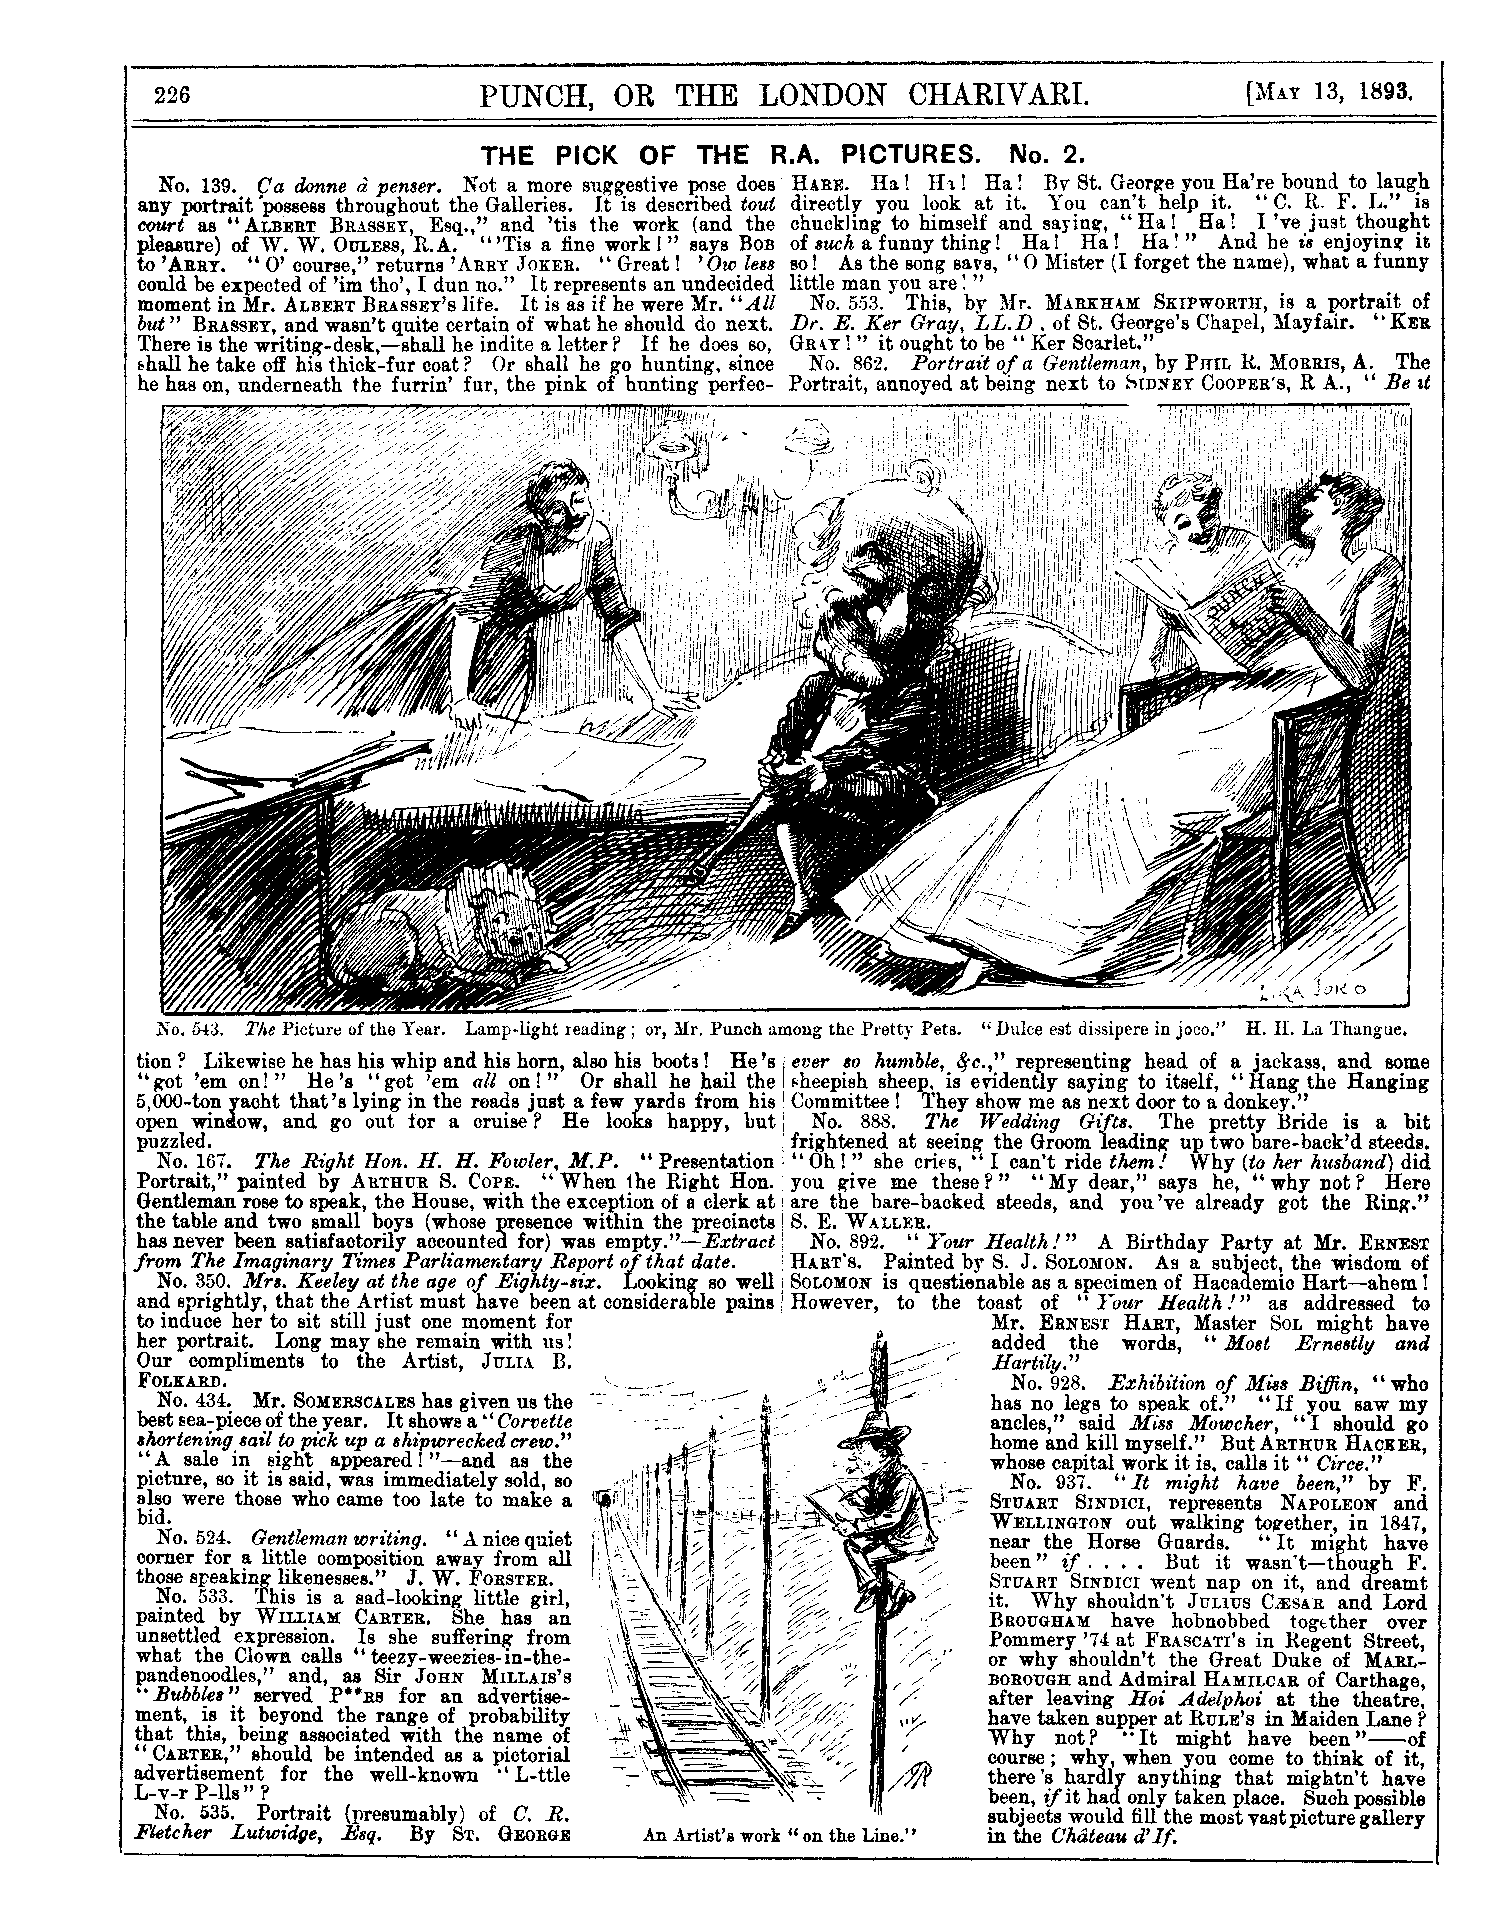 226
PUNCH, OR THE LONDON CHARIVARI.
[MAY 13, 1893.
THE PICK OF THE R.A. PICTURES. No. 2.
No. 139. Ça donne à penser. Not a more suggestive pose does
any portrait possess throughout the Galleries. It is described tout
court as “ALBERT BRASSEY, Esq.,” and ’tis the work (and the
pleasure) of W. W. OULESS, R.A. “’Tis a fine work!” says BOB
to ’ARRY. “O’ course,” returns ’ARRY JOKER. “Great! ’Ow less
could be expected of ’im tho’, I dun no.” It represents an undecided
moment in Mr. ALBERT BRASSEY’s life. It is as if he were Mr. “All
but” BRASSEY, and wasn’t quite certain of what he should do next.
There is the writing-desk,—shall he indite a letter? If he does so,
shall he take off his thick-fur coat? Or shall he go hunting, since
he has on, underneath the furrin’ fur, the pink of hunting perfec-
HARE. Ha! Ha! Ha! By St. George you Ha’re bound to laugh
directly you look at it. You can’t help it. “C. R. F. L.” is
chuckling to himself and saying, “Ha! Ha! I’ve just thought
of such a funny thing! Ha! Ha! Ha!” And he is enjoying it
so! As the song says, “O Mister (I forget the name), what a funny
little man you are!”
No. 553. This, by Mr. MARKHAM SKIPWORTH, is a portrait of
Dr. E. Ker Gray, LL.D., of St. George’s Chapel, Mayfair. “KER
GRAY!” it ought to be “Ker Scarlet.”
No. 862. Portrait of a Gentleman, by PHIL R. MORRIS, A. The
Portrait, annoyed at being next to SIDNEY COOPER’s, R A., “Be it
PUNCH
No. 543. The Picture of the Year. Lamp-light reading; or, Mr. Punch among the Pretty Pets. “Dulce est dissipere in joco.” H. H. La Thangue.
tion? Likewise he has his whip and his horn, also his boots! He’s
“got ’em on!” He’s “got ’em all on!” Or shall he hail the
5,000-ton yacht that’s lying in the roads just a few yards from his
open window, and go out for a cruise? He looks happy, but
puzzled.
No. 167. The Right Hon. H. H. Fowler, M.P. “Presentation
Portrait,” painted by ARTHUR S. COPE. “When the Right Hon.
Gentleman rose to speak, the House, with the exception of a clerk at
the table and two small boys (whose presence within the precincts
has never been satisfactorily accounted for) was empty.”—Extract
from The Imaginary Times Parliamentary Report of that date.
No. 350. Mrs. Keeley at the age of Eighty-six. Looking so well
and sprightly, that the Artist must have been at considerable pains
to induce her to sit still just one moment for
her portrait. Long may she remain with us!
Our compliments to the Artist, JULIA B.
FOLKARD.
No. 434. Mr. SOMERSCALES has given us the
best sea-piece of the year. It shows a “Corvette
shortening sail to pick up a shipwrecked crew.”
“A sale in sight appeared!”—and as the
picture, so it is said, was immediately sold, so
also were those who came too late to make a
bid.
No. 524. Gentleman writing. “A nice quiet
corner for a little composition away from all
those speaking likenesses.” J. W. FORSTER.
No. 533. This is a sad-looking little girl,
painted by WILLIAM CARTER. She has an
unsettled expression. Is she suffering from
what the Clown calls “teezy-weezies-in-the-
pandenoodles,” and, as Sir JOHN MILLAIS’s
“Bubbles” served P**RS for an advertise-
ment, is it beyond the range of probability
that this, being associated with the name of
“CARTER,” should be intended as a pictorial
advertisement for the well-known “L-ttle
L-v-r P-lls”?
No. 535. Portrait (presumably) of C. R.
Fletcher Lutwidge, Esq. By ST. GEORGE
An Artist’s work “on the Line.”
ever so humble, &c.,” representing head of a jackass, and some
sheepish sheep, is evidently saying to itself, “Hang the Hanging
Committee! They show me as next door to a donkey.”
No. 888. The Wedding Gifts. The pretty Bride is a bit
frightened at seeing the Groom leading up two bare-back’d steeds.
“Oh!” she cries, “I can’t ride them! Why (to her husband) did
you give me these?” “My dear,” says he, “why not? Here
are the bare-backed steeds, and you’ve already got the Ring.”
S. E. WALLER.
No. 892. “Your Health!” A Birthday Party at Mr. ERNEST
HART’s. Painted by S. J. SOLOMON. As a subject, the wisdom of
SOLOMON is questionable as a specimen of Hacademic Hart—ahem!
However, to the toast of “Your Health!” as addressed to
Mr. ERNEST HART, Master SOL might have
added the words, “Most Ernestly and
Hartily.”
No. 928. Exhibition of Miss Biffin, “who
has no legs to speak of.” “If you saw my
ancles,” said Miss Mowcher, “I should go
home and kill myself.” But ARTHUR HACKER,
whose capital work it is, calls it “Circe.”
No. 937. “It might have been,” by F.
STUART SINDICI, represents NAPOLEON and
WELLINGTON out walking together, in 1847,
near the Horse Guards. “It might have
been” if . . . . But it wasn’t—though F.
STUART SINDICI went nap on it, and dreamt
it. Why shouldn’t JULIUS CÆSAR and Lord
BROUGHAM have hobnobbed together over
Pommery ’74 at FRASCATI’s in Regent Street,
or why shouldn’t the Great Duke of MARL-
BOROUGH and Admiral HAMILCAR of Carthage,
after leaving Hoi Adelphoi at the theatre,
have taken supper at RULE’s in Maiden Lane?
Why not? “It might have been”——of
course; why, when you come to think of it,
there’s hardly anything that mightn’t have
been, if it had only taken place. Such possible
subjects would fill the most vast picture gallery
in the Château d’If.